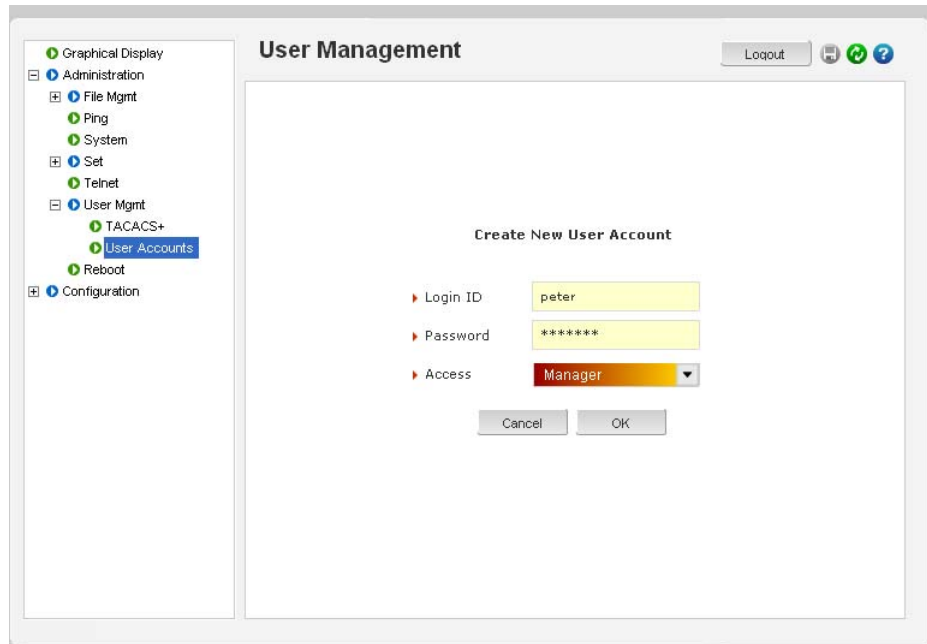 Graphical Display
Administration
File Mgmt
Ping
System
Set
Telnet
User Mgmt
TACACS+
User Accounts
Reboot
Configuration
User Management
Logout
?
Create New User Account
Login ID
peter
Password
*******
Access
Manager
Cancel
OK